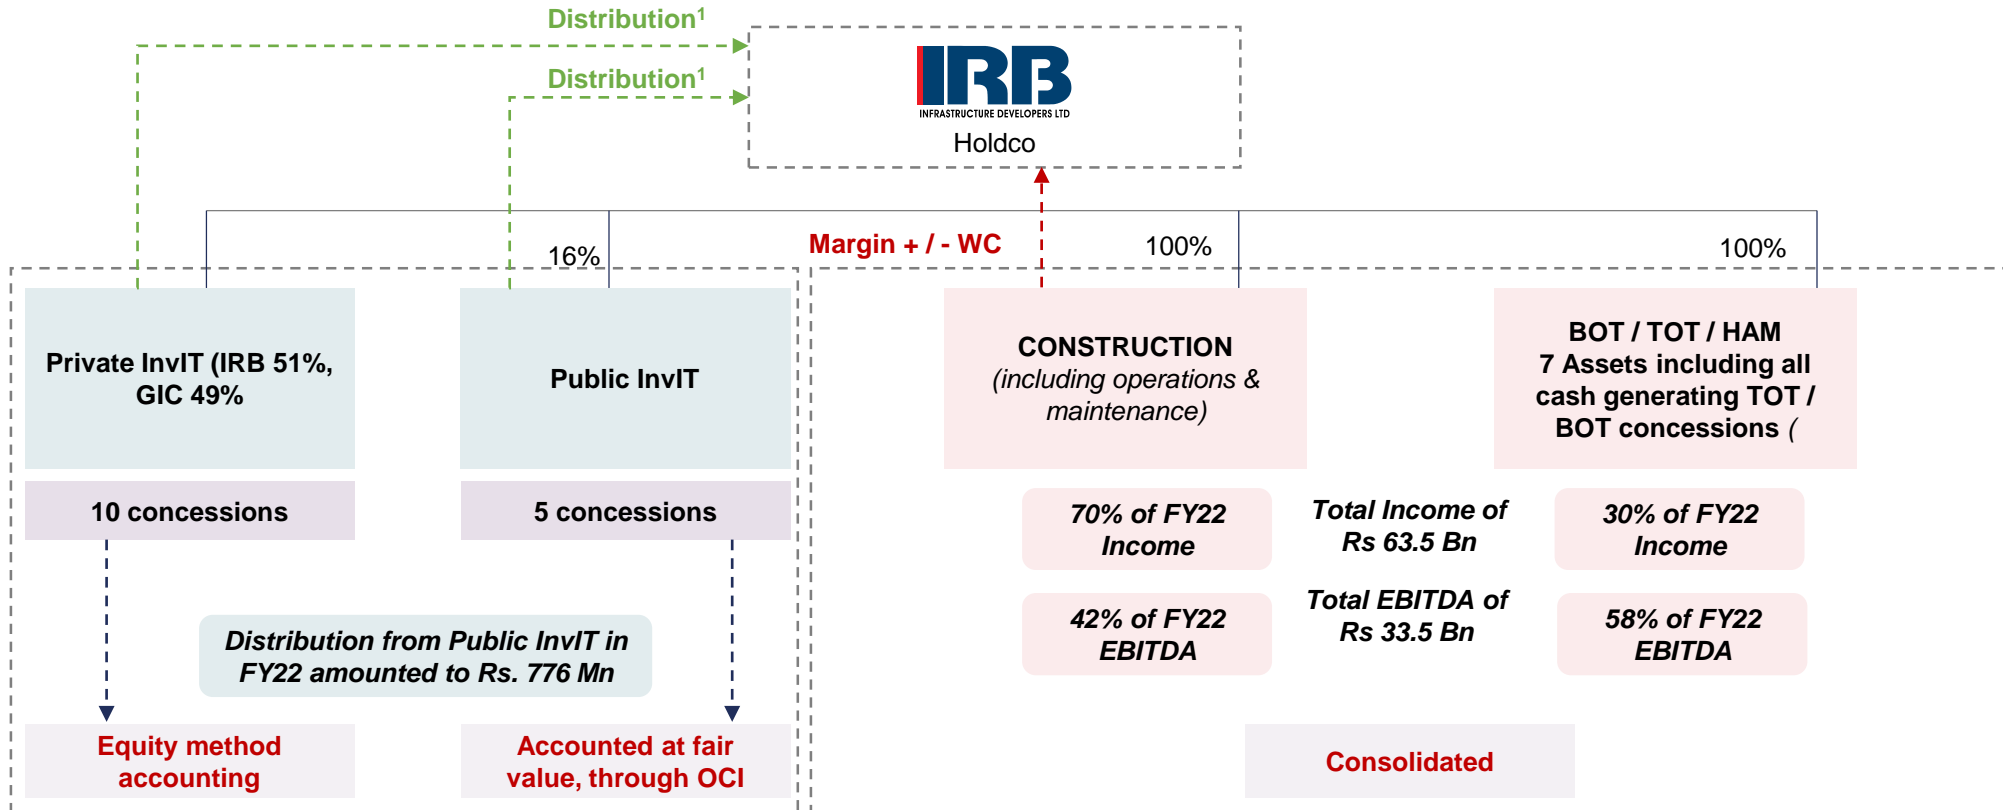 Distribution¹
Distribution¹
IRB
INFRASTRUCTURE DEVELOPERS LTD
Holdco
16%
Margin + / - WC
100%
100%
Private InvIT (IRB 51%,
GIC 49%
Public InvIT
CONSTRUCTION
(including operations &
maintenance)
BOT / TOT / HAM
7 Assets including all
cash generating TOT /
BOT concessions (
10 concessions
5 concessions
70% of FY22
Income
Total Income of
Rs 63.5 Bn
30% of FY22
Income
42% of FY22
EBITDA
Total EBITDA of
Rs 33.5 Bn
58% of FY22
EBITDA
Distribution from Public InvIT in
FY22 amounted to Rs. 776 Mn
Equity method
accounting
Accounted at fair
value, through OCI
Consolidated